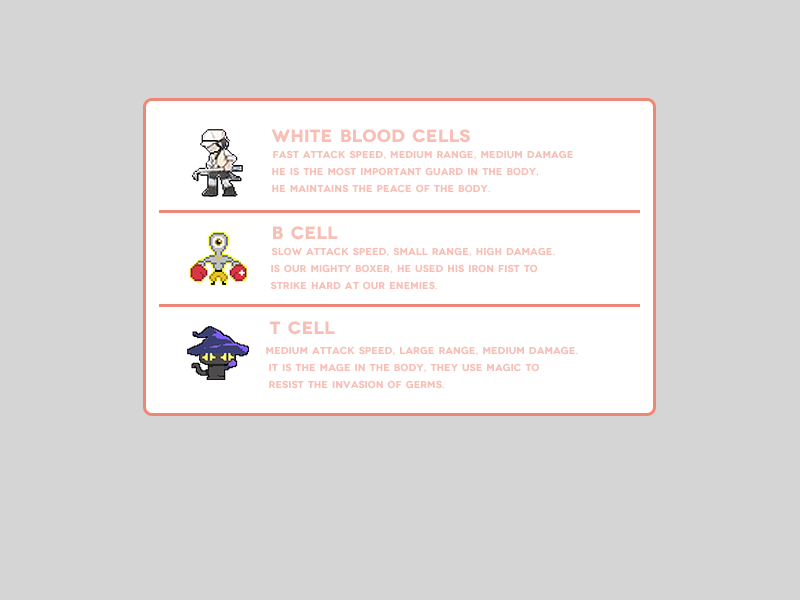 WHITE BLOOD CELLS
FAST ATTACK SPEED, MEDIUM RANGE, MEDIUM DAMAGE
HE IS THE MOST IMPORTANT GUARD IN THE BODY,
HE MAINTAINS THE PEACE OF THE BODY.
B CELL
SLOW ATTACK SPEED, SMALL RANGE. HIGH DAMAGE.
IS OUR MIGHTY BOXER, HE USED HIS IRON FIST TO
STRIKE HARD AT OUR ENEMIES.
T CELL
MEDIUM ATTACK SPEED, LARGE RANGE, MEDIUM DAMAGE.
IT IS THE MAGE IN THE BODY. THEY USE MAGIC TO
RESIST THE INVASION OF GERMS.